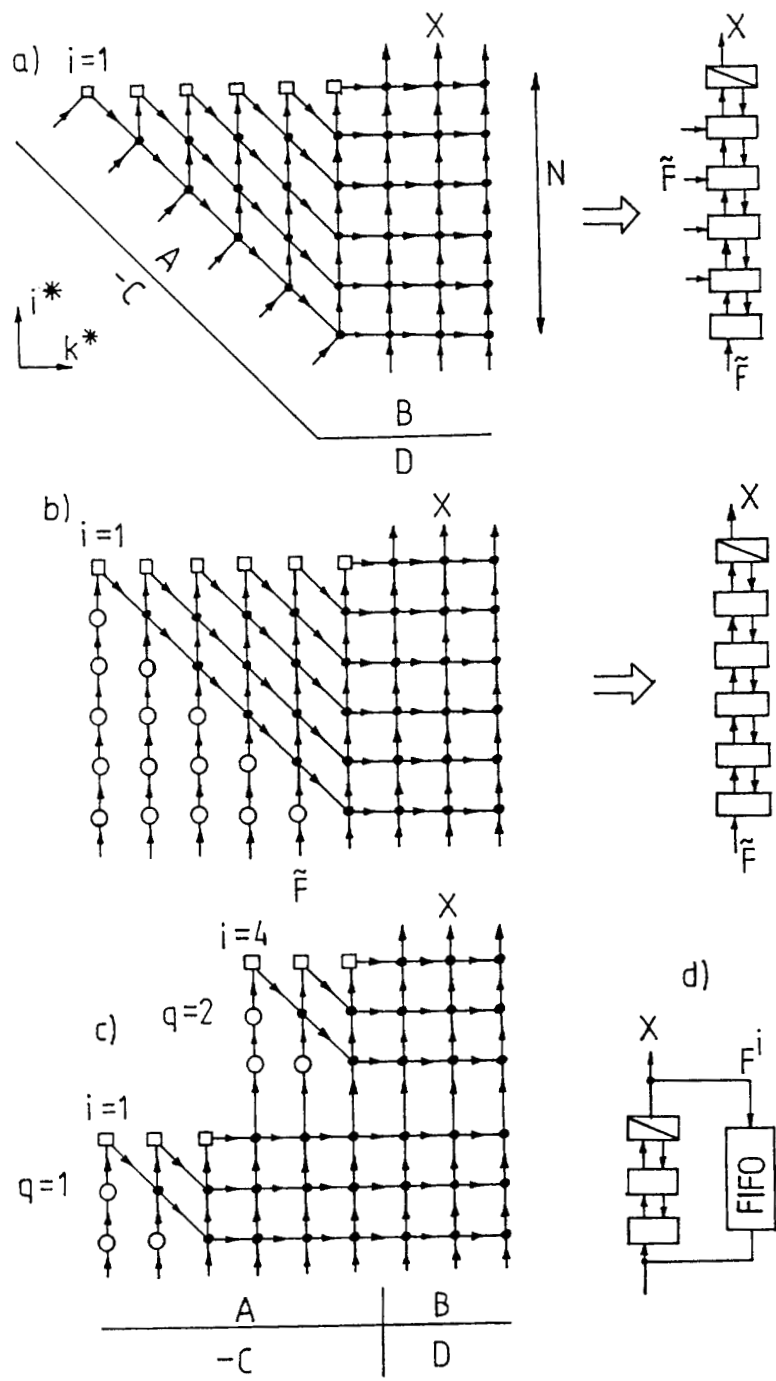 a) i=1
X
X
N
F̃
A
-C
i*
k*
F̃
B
D
b)
i=1
X
X
F̃
F̃
X
i=4
q=2
c)
i=1
q=1
d)
X
F^i
FIFO
A
B
-C
D